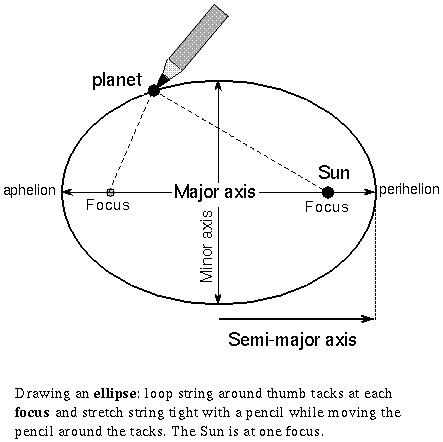 planet
Sun
aphelion
Major axis
perihelion
Focus
Focus
Minor axis
Semi-major axis
Drawing an ellipse: loop string around thumb tacks at each
focus and stretch string tight with a pencil while moving the
pencil around the tacks. The Sun is at one focus.